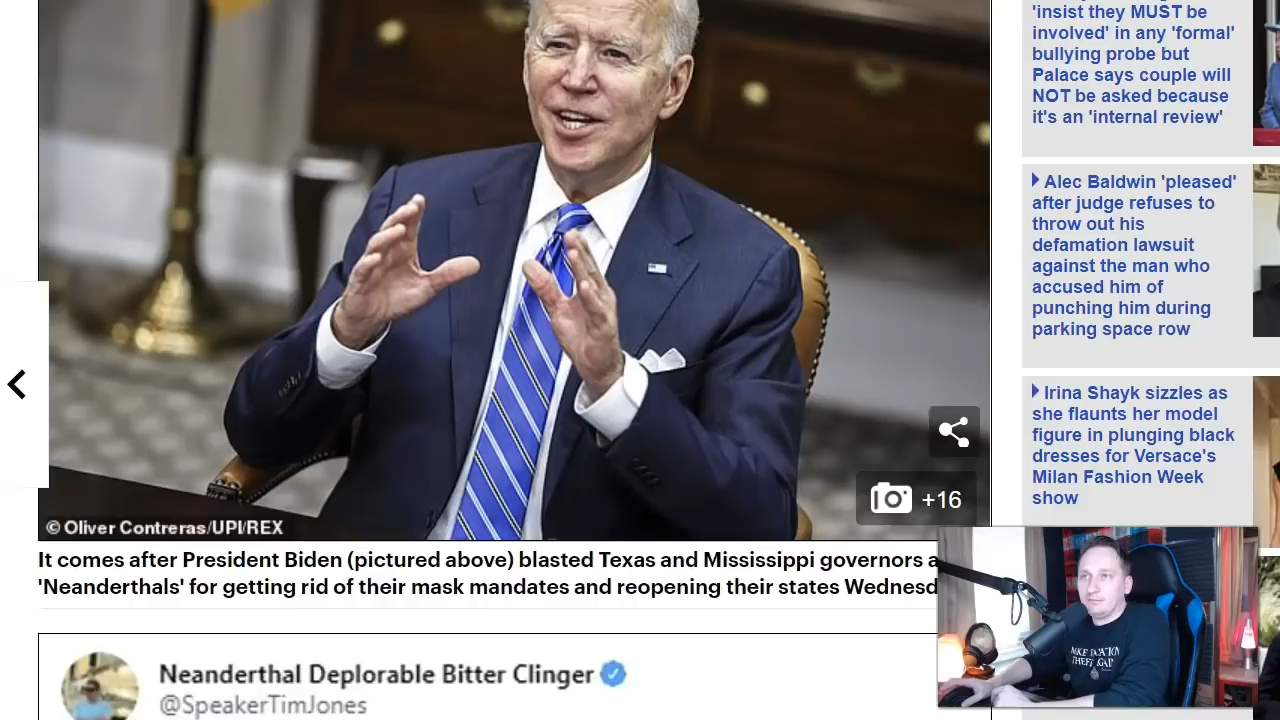 'insist they MUST be
involved' in any 'formal'
bullying probe but
Palace says couple will
NOT be asked because
it's an 'internal review'
Alec Baldwin 'pleased'
after judge refuses to
throw out his
defamation lawsuit
against the man who
accused him of
punching him during
parking space row
Irina Shayk sizzles as
she flaunts her model
figure in plunging black
dresses for Versace's
Milan Fashion Week
show
+16
© Oliver Contreras/UPI/REX
It comes after President Biden (pictured above) blasted Texas and Mississippi governors a
'Neanderthals' for getting rid of their mask mandates and reopening their states Wednesd
Neanderthal Deplorable Bitter Clinger
@SpeakerTimJones